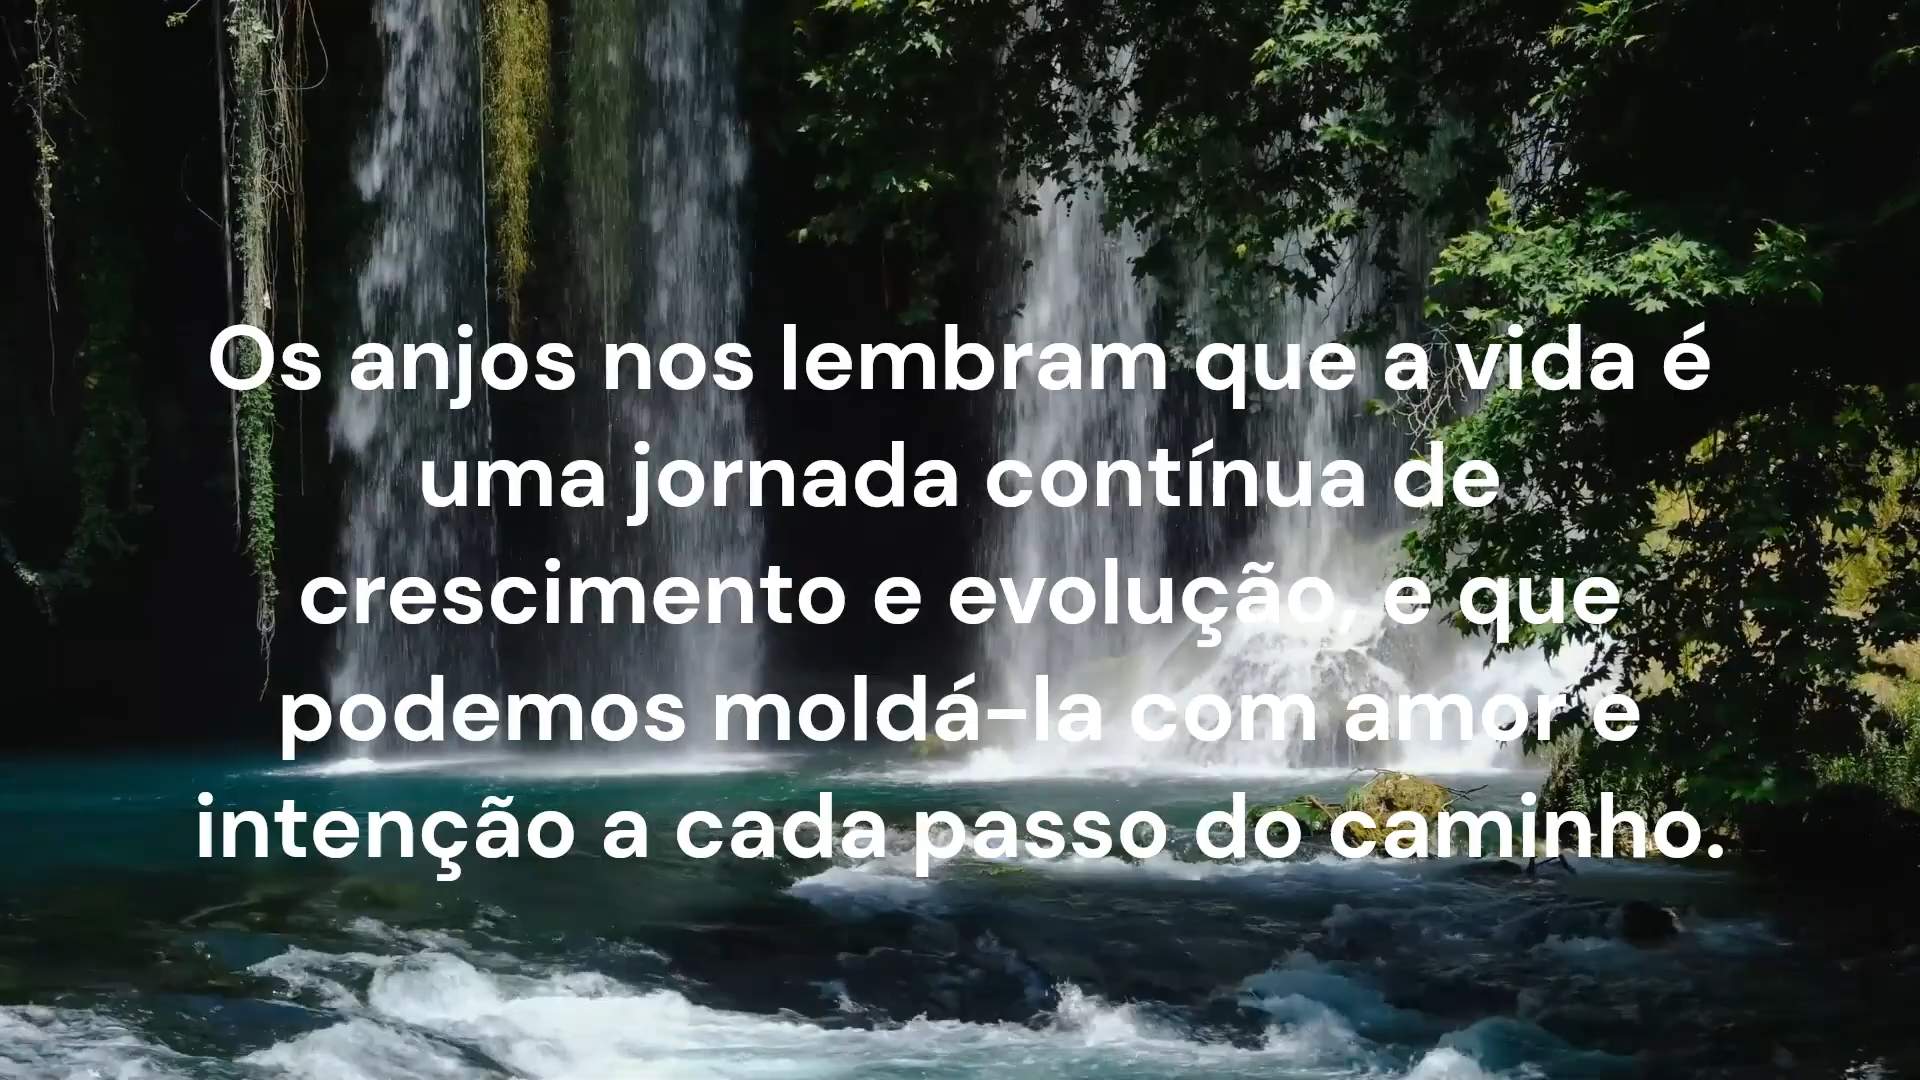 Os anjos nos lembram que a vida é
uma jornada contínua de
crescimento e evolução, e que
podemos moldá-la com amor e
intenção a cada passo do caminho.